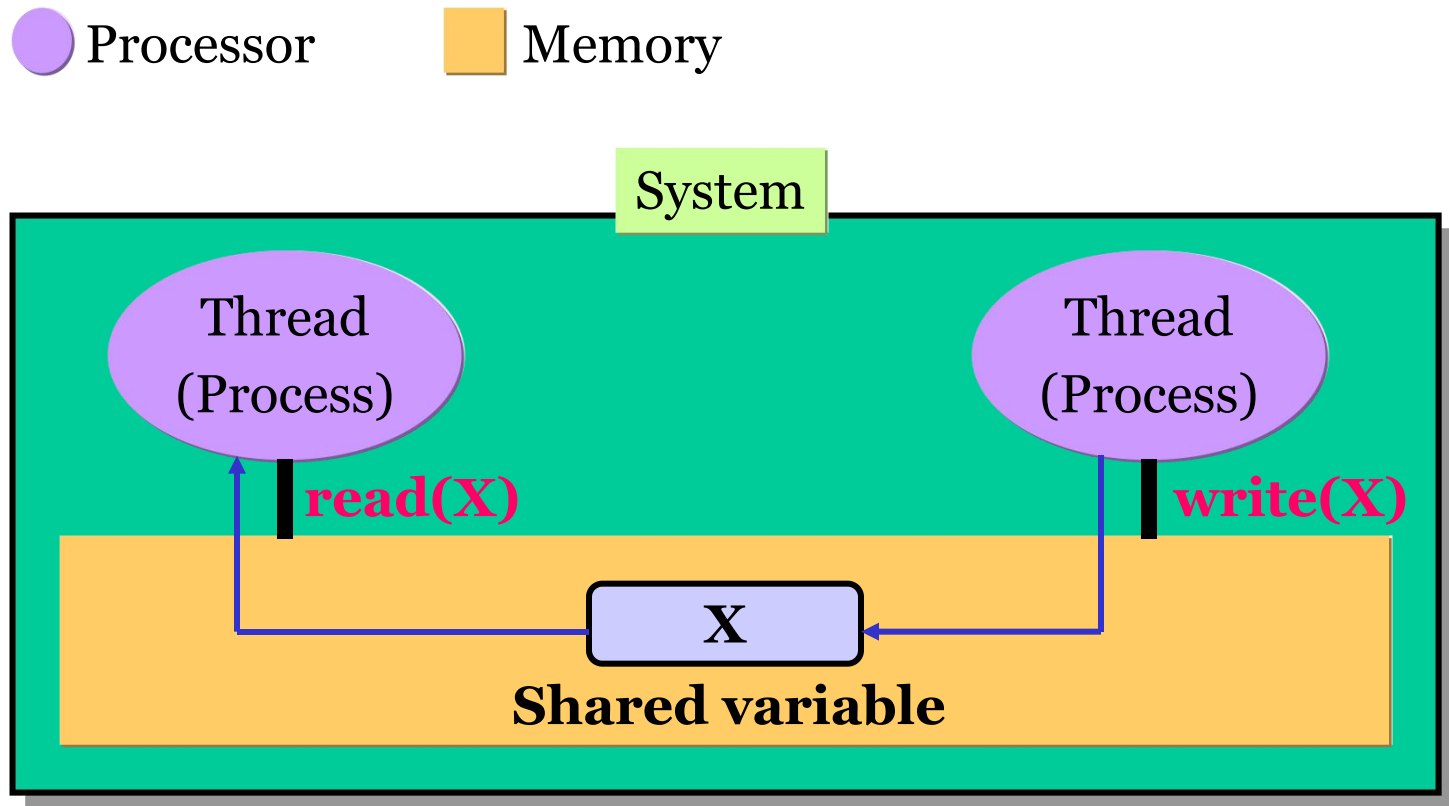 Processor
Memory
System
Thread
(Process)
Thread
(Process)
read(X)
write(X)
X
Shared variable